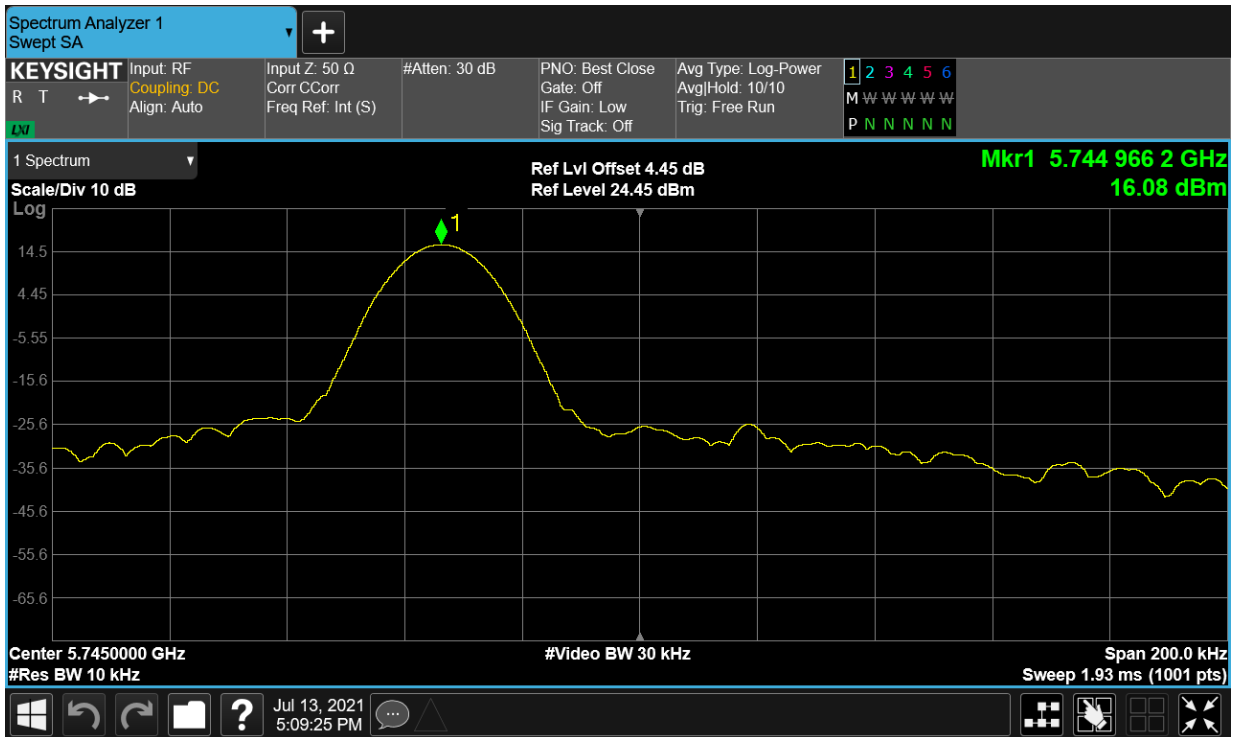 Spectrum Analyzer 1
Swept SA
KEYSIGHT
R T
LXI
Input: RF
Coupling: DC
Align: Auto
Input Z: 50 Ω
Corr CCorr
Freq Ref: Int (S)
#Atten: 30 dB
PNO: Best Close
Gate: Off
IF Gain: Low
Sig Track: Off
Avg Type: Log-Power
Avg|Hold: 10/10
Trig: Free Run
1 2 3 4 5 6
M W W W W W
P N N N N N
1 Spectrum
Scale/Div 10 dB
Log
Ref Lvl Offset 4.45 dB
Ref Level 24.45 dBm
Mkr1 5.744 966 2 GHz
16.08 dBm
1
14.5
4.45
-5.55
-15.6
-25.6
-35.6
-45.6
-55.6
-65.6
Center 5.7450000 GHz
#Res BW 10 kHz
#Video BW 30 kHz
Span 200.0 kHz
Sweep 1.93 ms (1001 pts)
?
Jul 13, 2021
5:09:25 PM